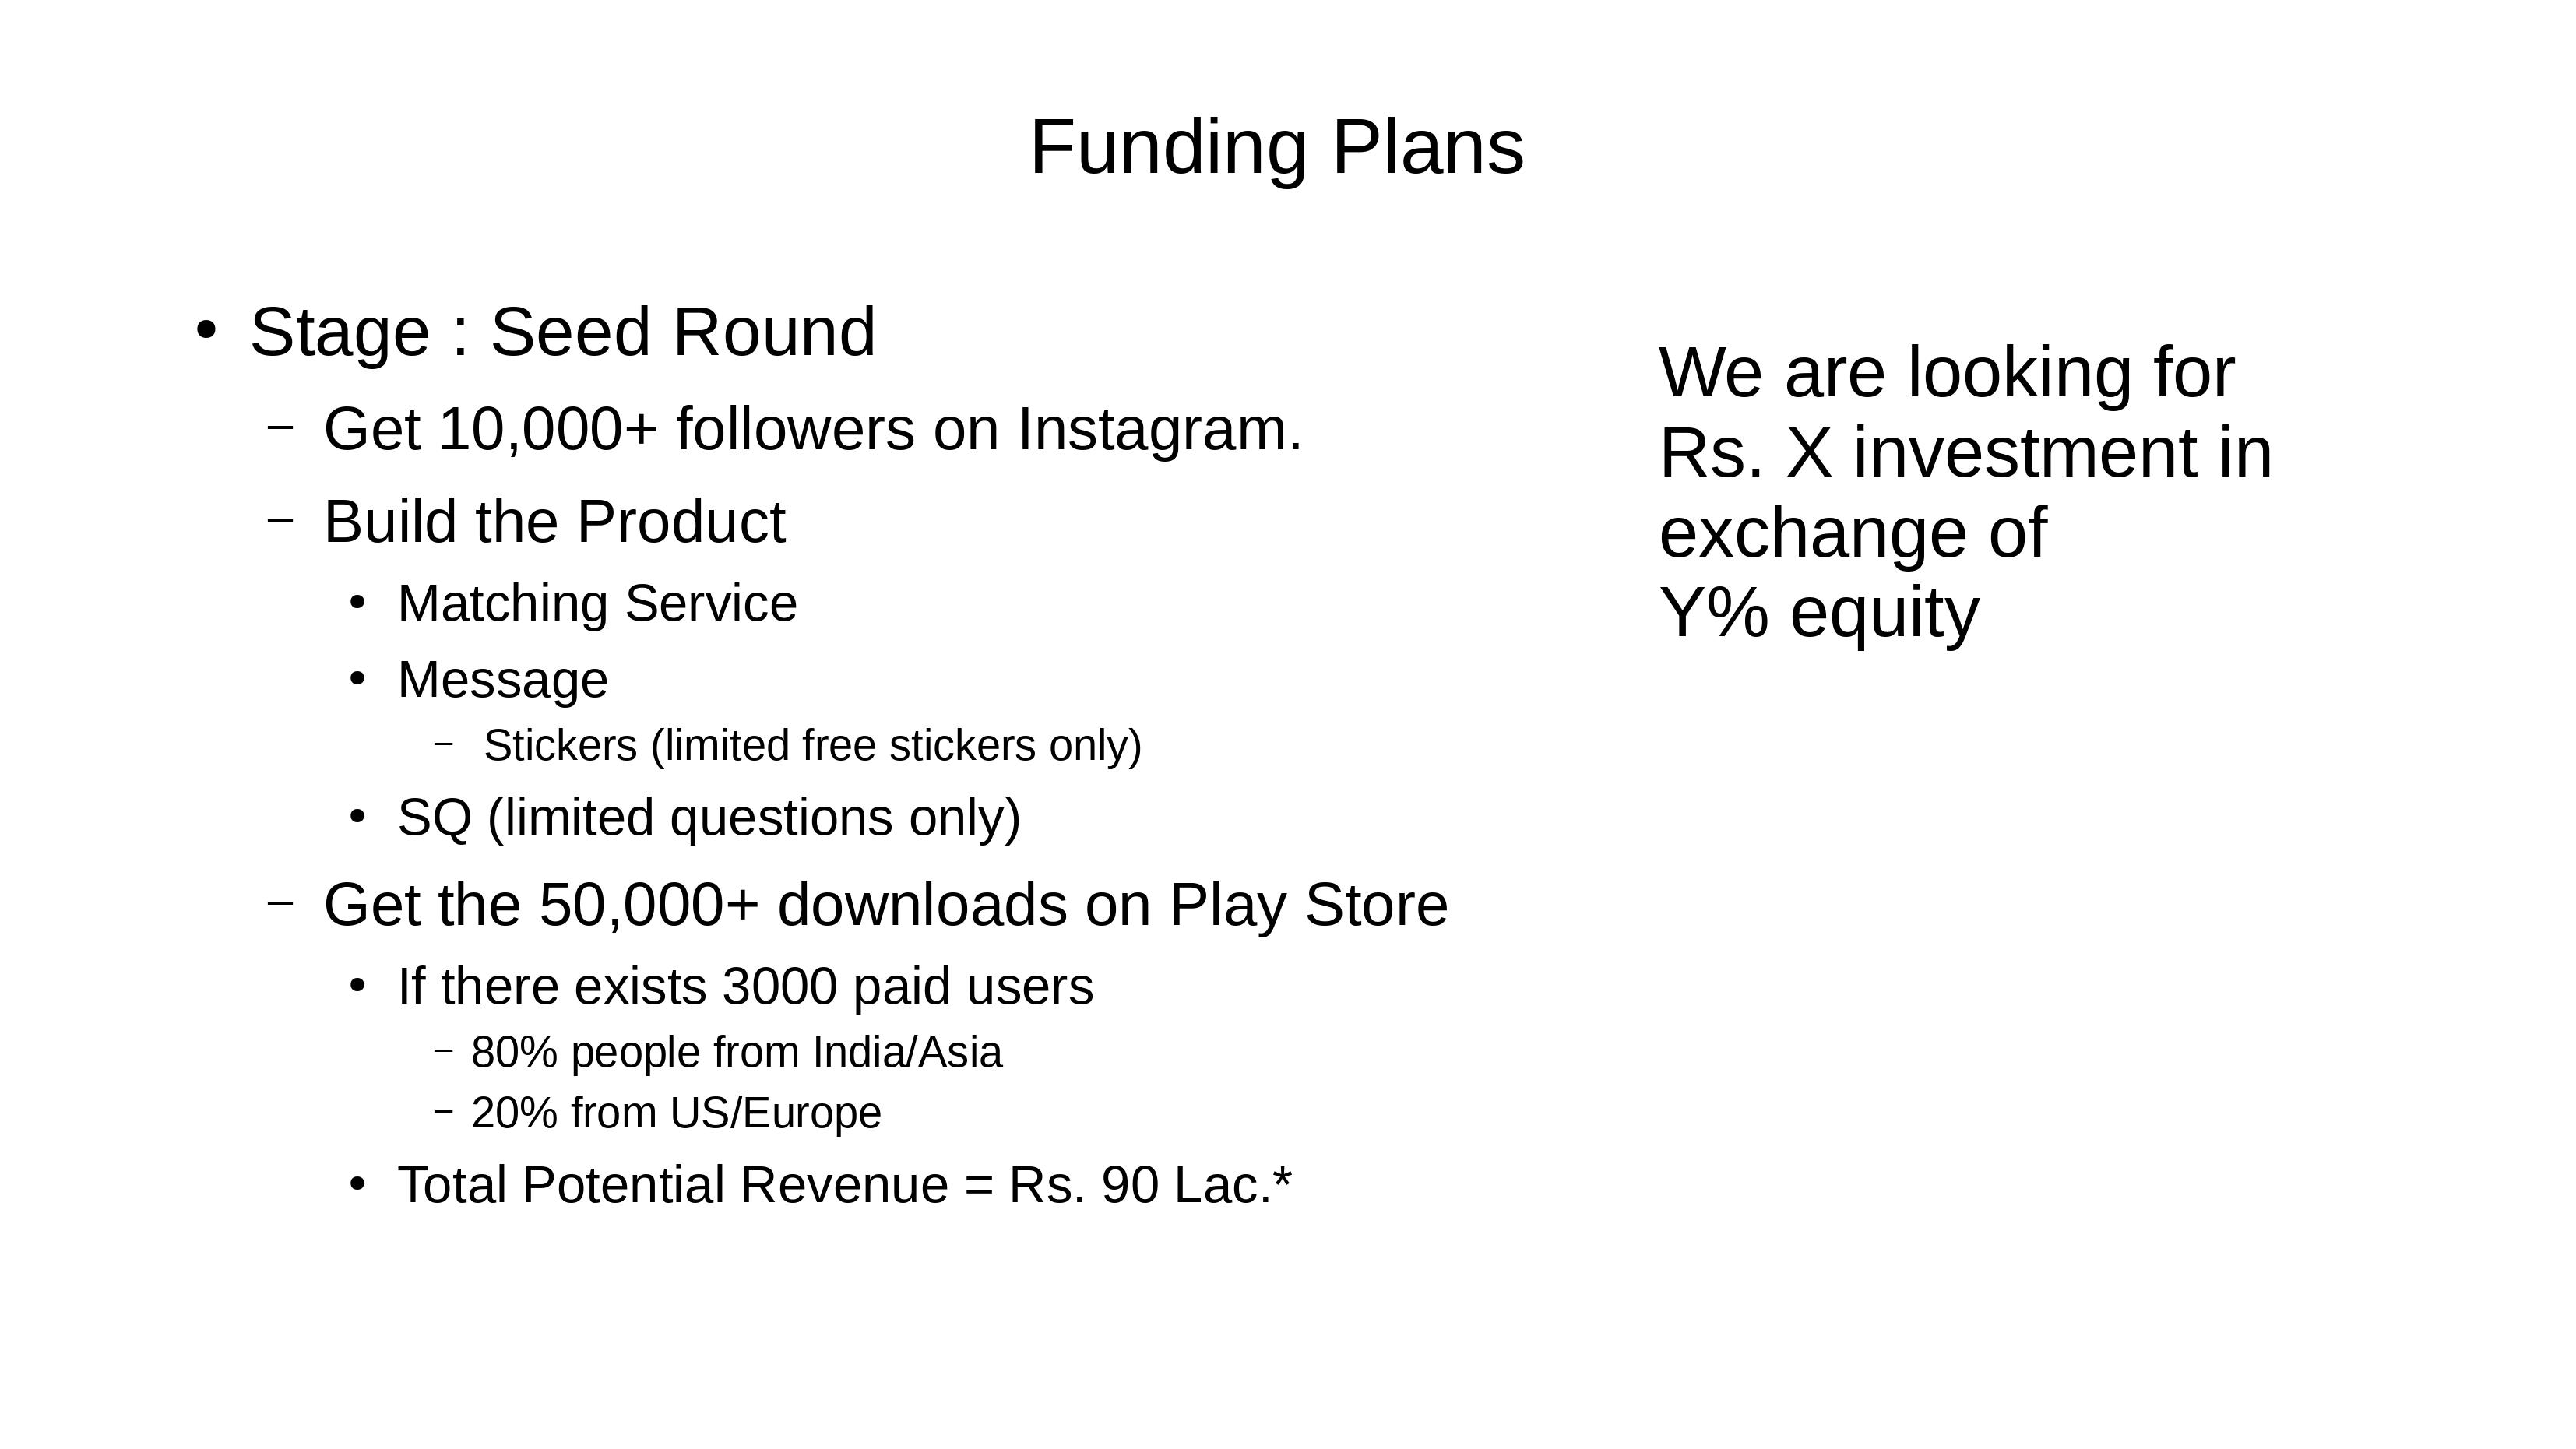 Funding Plans
• Stage : Seed Round
– Get 10,000+ followers on Instagram.
– Build the Product
• Matching Service
• Message
– Stickers (limited free stickers only)
• SQ (limited questions only)
– Get the 50,000+ downloads on Play Store
• If there exists 3000 paid users
– 80% people from India/Asia
– 20% from US/Europe
• Total Potential Revenue = Rs. 90 Lac.*
We are looking for
Rs. X investment in
exchange of
Y% equity